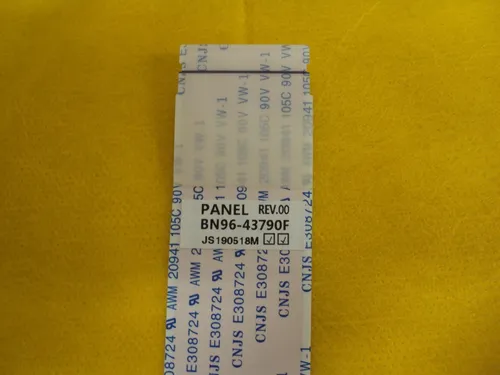 PANEL REV.00
BN96-43790F
JS190518M ☑☑
CNJS E308724 AWM 20941 105C 90V VW-1